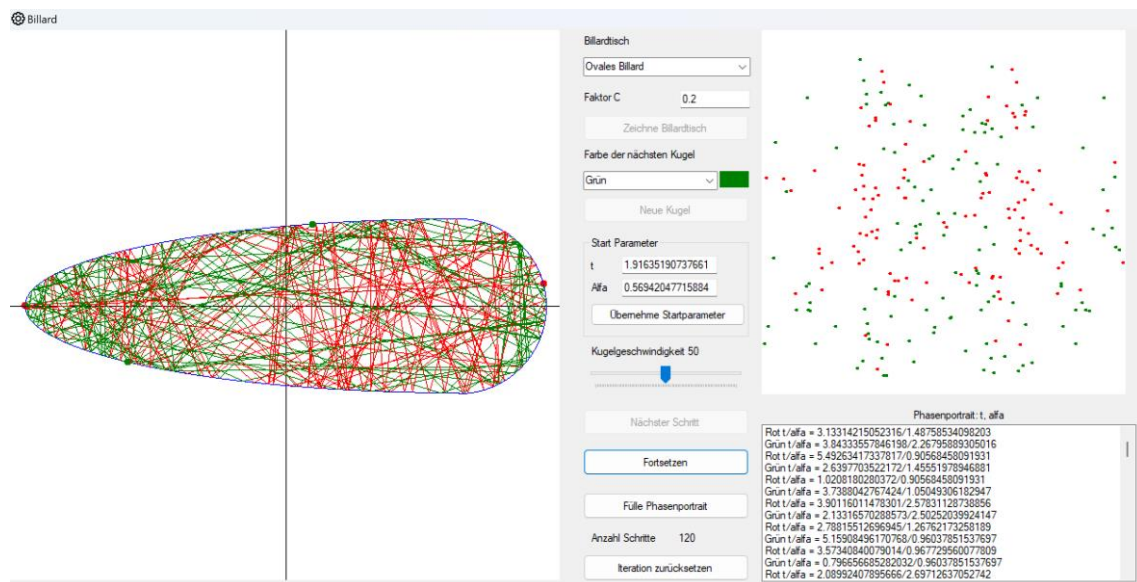 Billard
Billardtisch
Ovales Billard
Faktor C 0.2
Zeichne Billardtisch
Farbe der nächsten Kugel
Grün
Neue Kugel
Start Parameter
t 1.91635190737661
Alfa 0.56942047715884
Übernehme Startparameter
Kugelgeschwindigkeit 50
Nächster Schritt
Fortsetzen
Fülle Phasenportrait
Anzahl Schritte 120
Iteration zurücksetzen
Phasenportrait: t, alfa
Rot t/alfa = 3.13314215052316/1.48758534098203
Grün t/alfa = 3.84333557846198/2.26795889305016
Rot t/alfa = 5.49263417337817/0.90568458091931
Grün t/alfa = 2.6397703522172/1.45551978946881
Rot t/alfa = 1.0208180280372/0.90568458091931
Grün t/alfa = 3.7388042767424/1.05049306182947
Rot t/alfa = 3.90116011478301/2.57831128738856
Grün t/alfa = 2.13316570288573/2.50252039924147
Rot t/alfa = 2.78815512696945/1.26762173258189
Grün t/alfa = 5.15908496170768/0.96037851537697
Rot t/alfa = 3.57340840079014/0.967729560077809
Grün t/alfa = 0.796656685282032/0.96037851537697
Rot t/alfa = 2.08992407895666/2.69712637052742